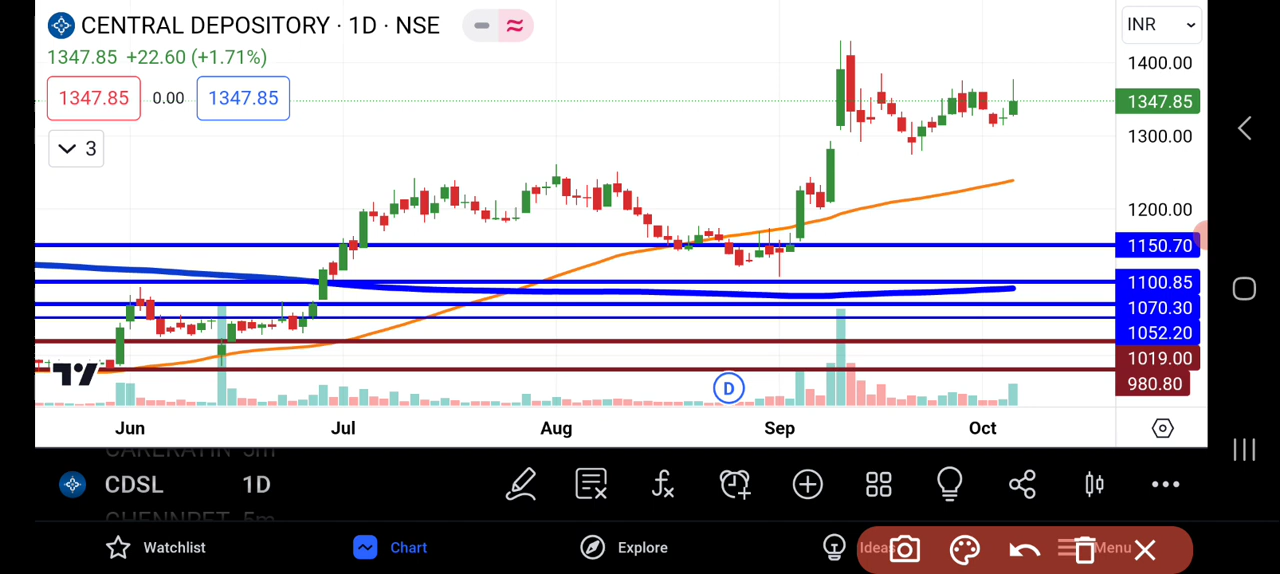 CENTRAL DEPOSITORY · 1D · NSE
INR
1347.85 +22.60 (+1.71%)
1347.85 0.00 1347.85
3
1400.00
1347.85
1300.00
1200.00
1150.70
1100.85
1070.30
1052.20
1019.00
980.80
D
Jun Jul Aug Sep Oct
CDSL 1D
Watchlist Chart Explore Ideas Menu